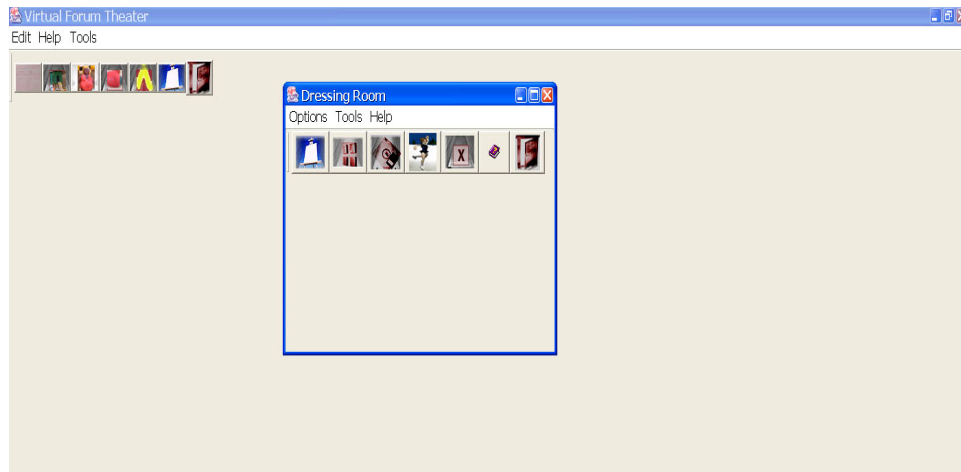 Virtual Forum Theater
Edit Help Tools
Dressing Room
Options Tools Help
X